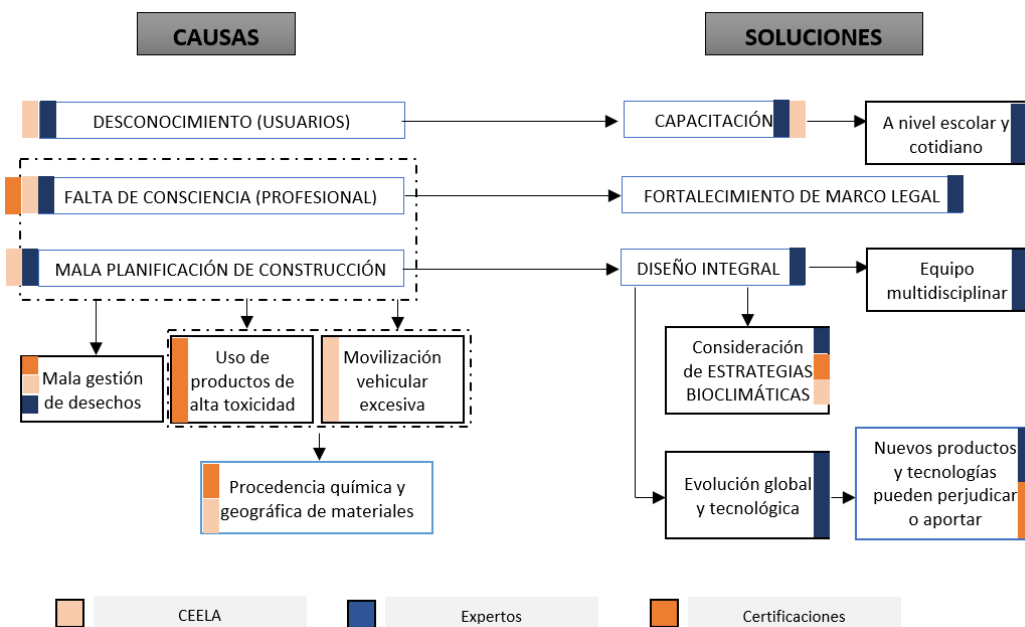 CAUSAS
SOLUCIONES
DESCONOCIMIENTO (USUARIOS)
CAPACITACIÓN
A nivel escolar y
cotidiano
FALTA DE CONSCIENCIA (PROFESIONAL)
FORTALECIMIENTO DE MARCO LEGAL
MALA PLANIFICACIÓN DE CONSTRUCCIÓN
DISEÑO INTEGRAL
Equipo
multidisciplinar
Mala gestión
de desechos
Uso de
productos de
alta toxicidad
Movilización
vehicular
excesiva
Consideración
de ESTRATEGIAS
BIOCLIMÁTICAS
Procedencia química y
geográfica de materiales
Evolución global
y tecnológica
Nuevos productos
y tecnologías
pueden perjudicar
o aportar
CEELA
Expertos
Certificaciones